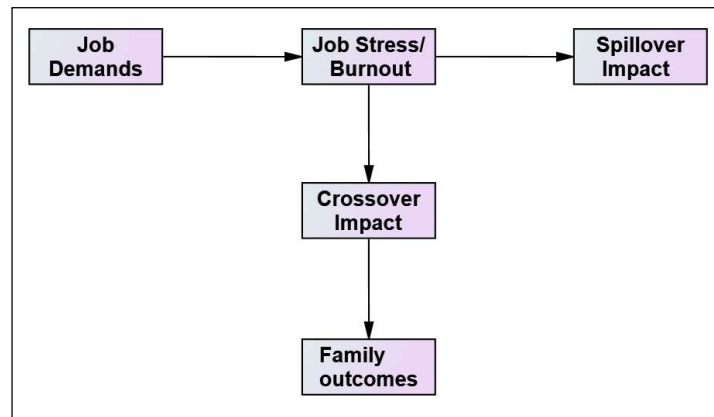 Job
Demands
Job Stress/
Burnout
Spillover
Impact
Crossover
Impact
Family
outcomes